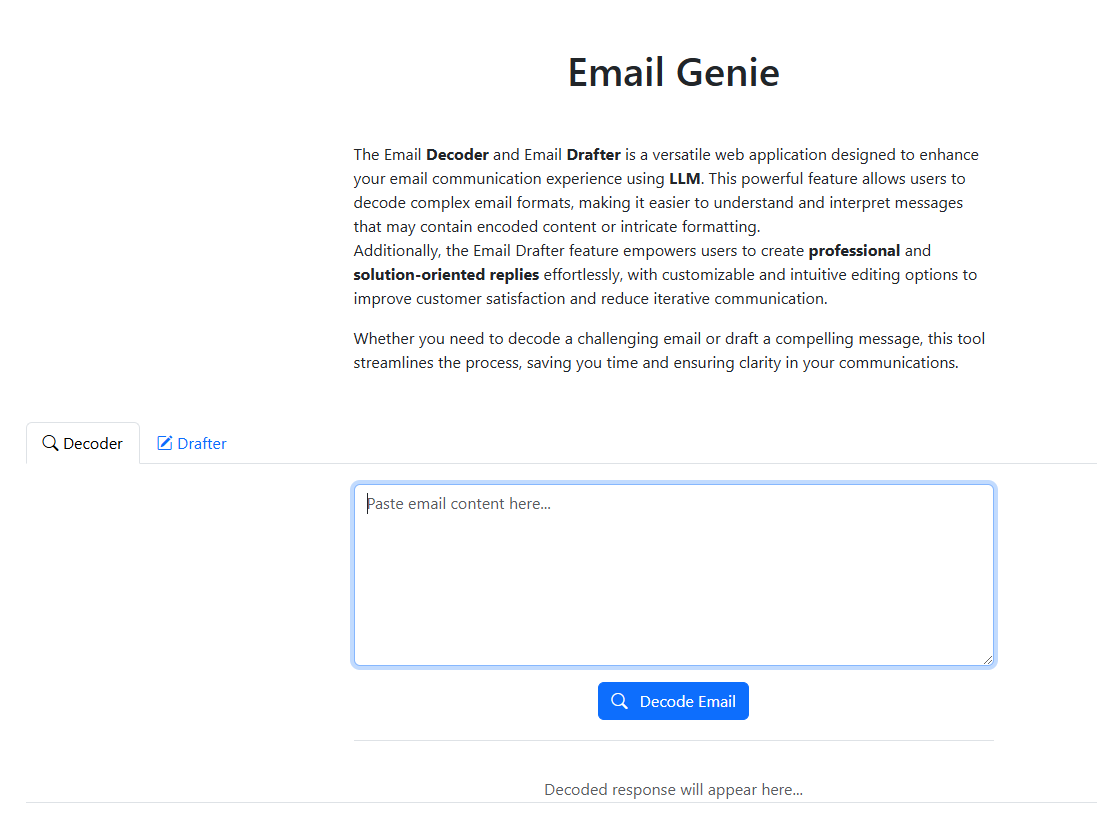 Email Genie
The Email Decoder and Email Drafter is a versatile web application designed to enhance
your email communication experience using LLM. This powerful feature allows users to
decode complex email formats, making it easier to understand and interpret messages
that may contain encoded content or intricate formatting.
Additionally, the Email Drafter feature empowers users to create professional and
solution-oriented replies effortlessly, with customizable and intuitive editing options to
improve customer satisfaction and reduce iterative communication.
Whether you need to decode a challenging email or draft a compelling message, this tool
streamlines the process, saving you time and ensuring clarity in your communications.
Decoder Drafter
Paste email content here...
Decode Email
Decoded response will appear here...